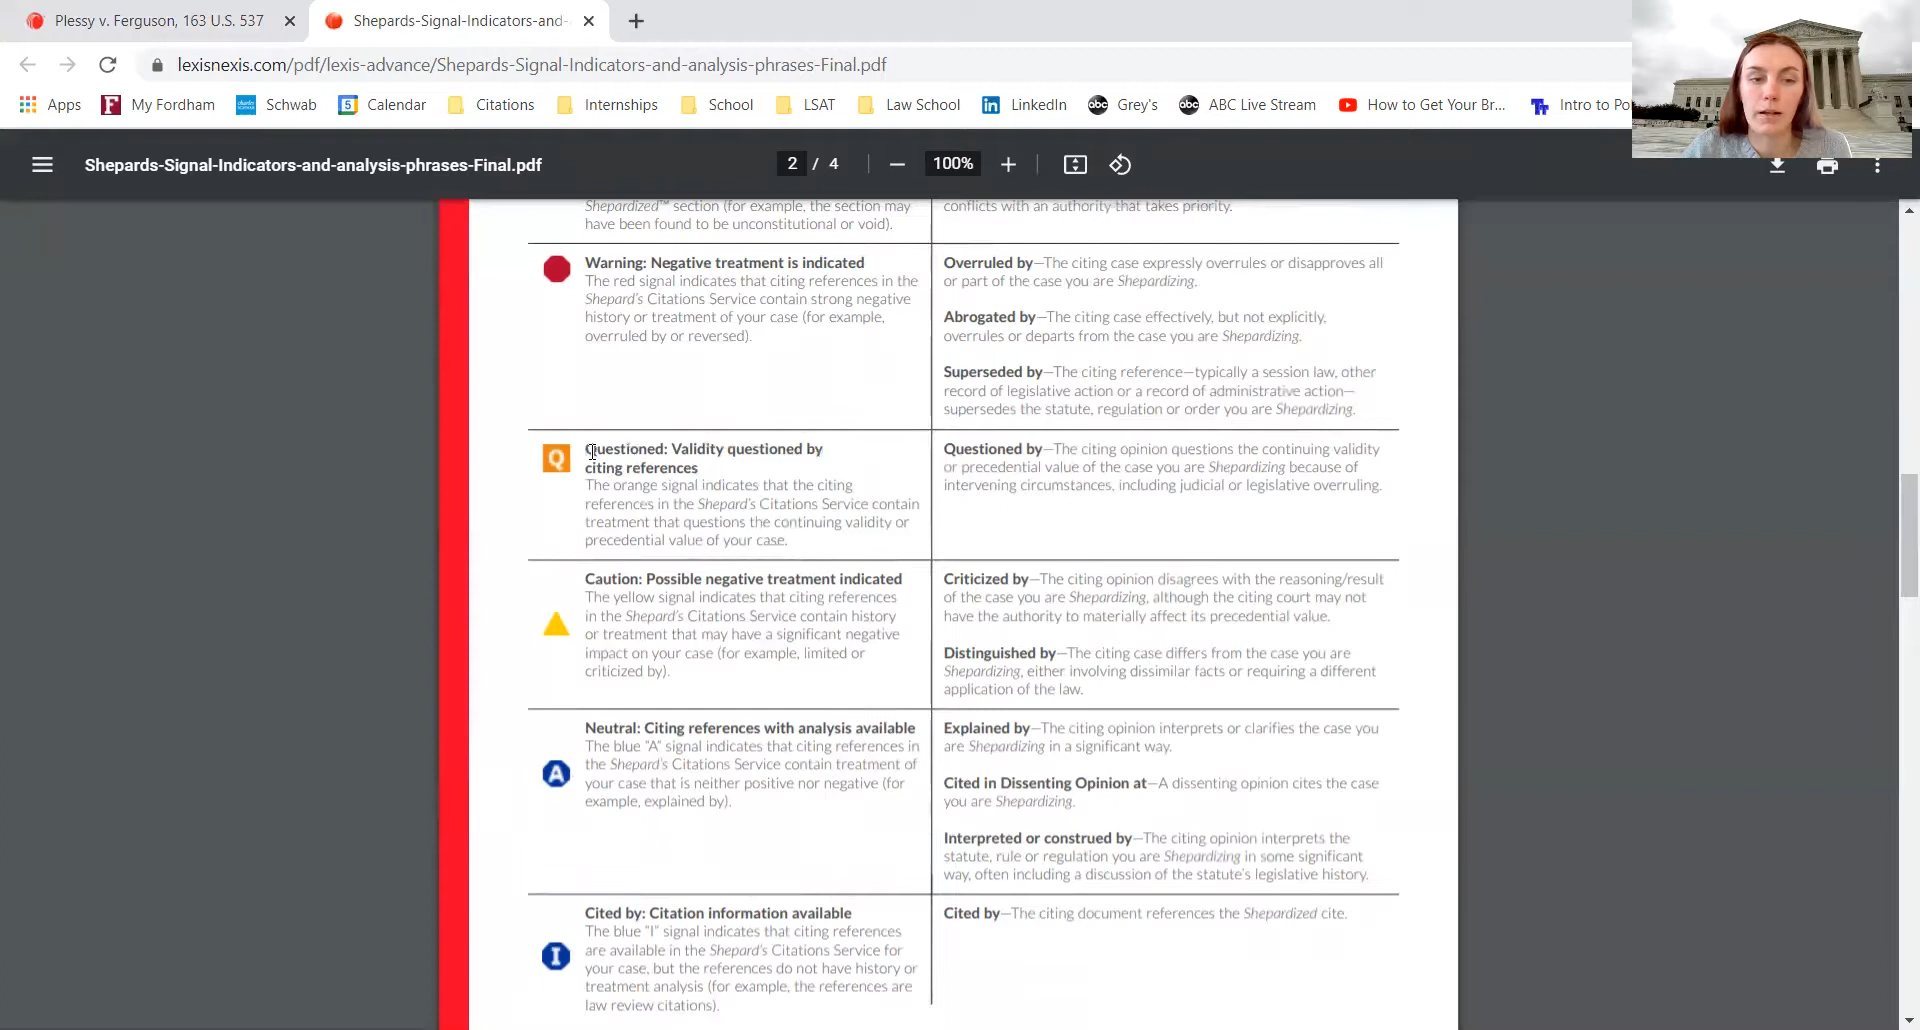 Plessy v. Ferguson, 163 U.S. 537
Shepards-Signal-Indicators-and-
lexisnexis.com/pdf/lexis-advance/Shepards-Signal-Indicators-and-analysis-phrases-Final.pdf
Apps My Fordham charles SCHWAB Schwab 5 Calendar Citations Internships School LSAT Law School in LinkedIn abc Grey's abc ABC Live Stream How to Get Your Br... Intro to Po
Shepards-Signal-Indicators-and-analysis-phrases-Final.pdf
2 / 4
100%
Shepardized™ section (for example, the section may
have been found to be unconstitutional or void).
conflicts with an authority that takes priority.
Warning: Negative treatment is indicated
The red signal indicates that citing references in the
Shepard's Citations Service contain strong negative
history or treatment of your case (for example,
overruled by or reversed).
Overruled by—The citing case expressly overrules or disapproves all
or part of the case you are Shepardizing.
Abrogated by—The citing case effectively, but not explicitly,
overrules or departs from the case you are Shepardizing.
Superseded by—The citing reference—typically a session law, other
record of legislative action or a record of administrative action—
supersedes the statute, regulation or order you are Shepardizing.
Q
Questioned: Validity questioned by
citing references
The orange signal indicates that the citing
references in the Shepard's Citations Service contain
treatment that questions the continuing validity or
precedential value of your case.
Questioned by—The citing opinion questions the continuing validity
or precedential value of the case you are Shepardizing because of
intervening circumstances, including judicial or legislative overruling.
Caution: Possible negative treatment indicated
The yellow signal indicates that citing references
in the Shepard's Citations Service contain history
or treatment that may have a significant negative
impact on your case (for example, limited or
criticized by).
Criticized by—The citing opinion disagrees with the reasoning/result
of the case you are Shepardizing, although the citing court may not
have the authority to materially affect its precedential value.
Distinguished by—The citing case differs from the case you are
Shepardizing, either involving dissimilar facts or requiring a different
application of the law.
A
Neutral: Citing references with analysis available
The blue "A" signal indicates that citing references in
the Shepard's Citations Service contain treatment of
your case that is neither positive nor negative (for
example, explained by).
Explained by—The citing opinion interprets or clarifies the case you
are Shepardizing in a significant way.
Cited in Dissenting Opinion at—A dissenting opinion cites the case
you are Shepardizing.
Interpreted or construed by—The citing opinion interprets the
statute, rule or regulation you are Shepardizing in some significant
way, often including a discussion of the statute's legislative history.
I
Cited by: Citation information available
The blue "I" signal indicates that citing references
are available in the Shepard's Citations Service for
your case, but the references do not have history or
treatment analysis (for example, the references are
law review citations).
Cited by—The citing document references the Shepardized cite.